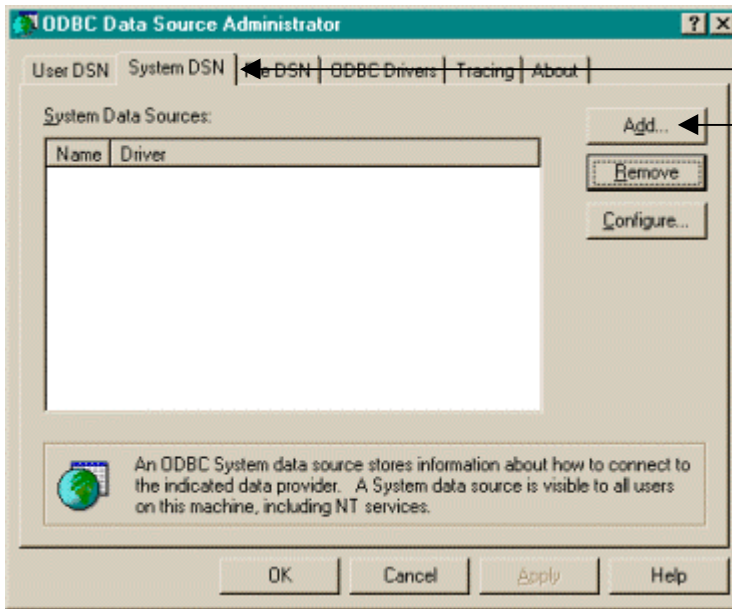 ODBC Data Source Administrator
User DSN System DSN File DSN ODBC Drivers Tracing About
System Data Sources:
Add...
Name Driver
Remove
Configure...
An ODBC System data source stores information about how to connect to
the indicated data provider. A System data source is visible to all users
on this machine, including NT services.
OK Cancel Apply Help